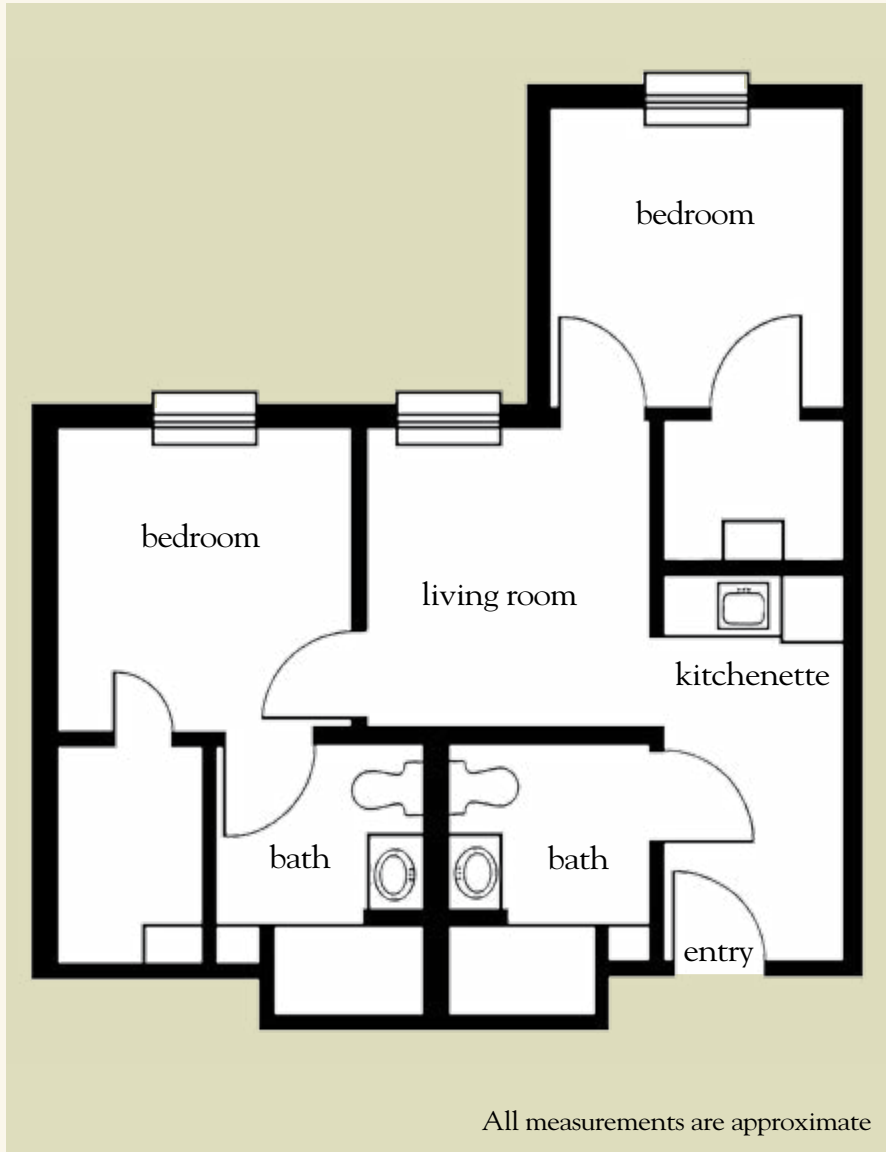 bedroom
bedroom
living room
kitchenette
bath
bath
entry
All measurements are approximate